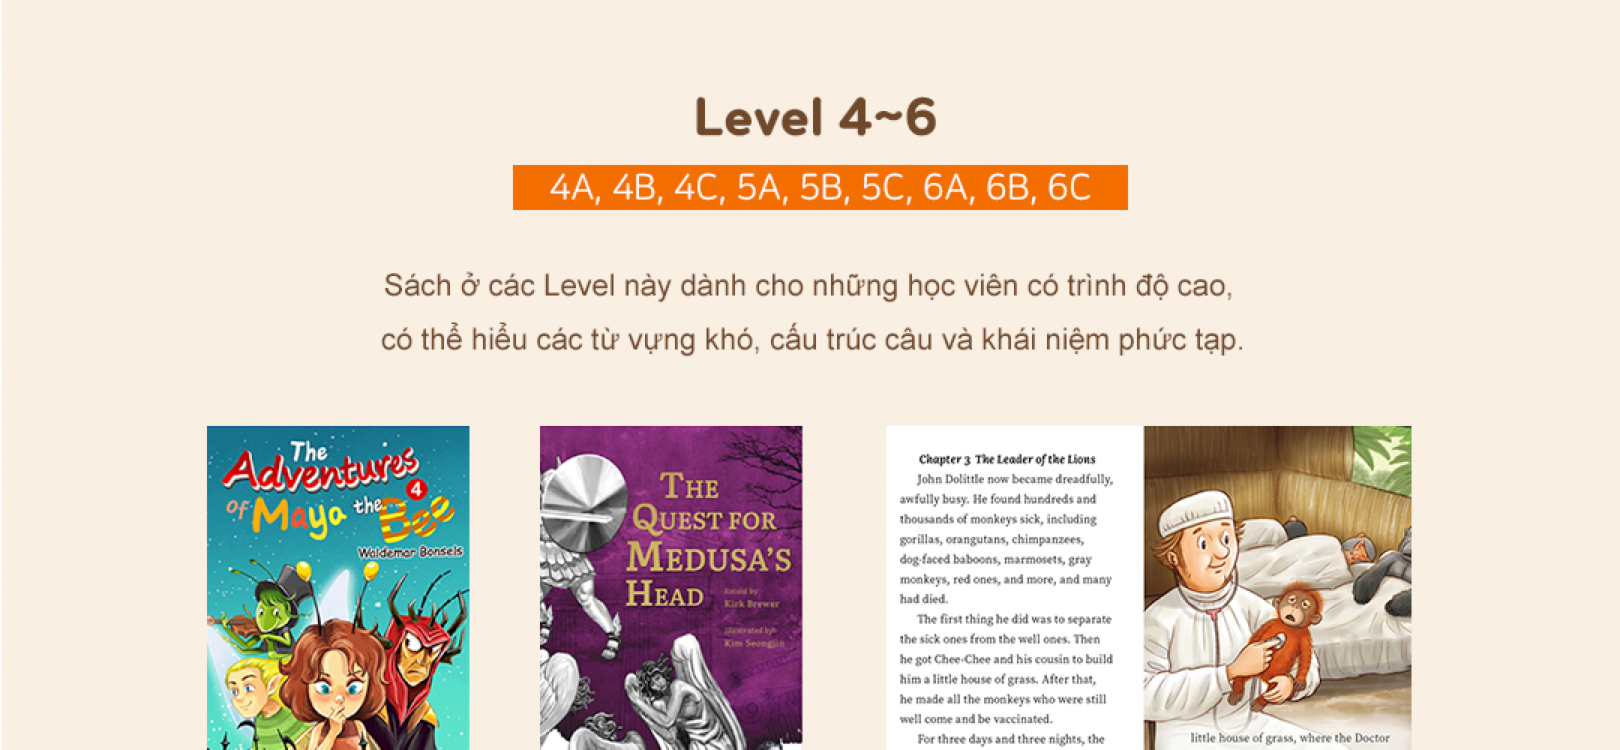 Level 4~6
4A, 4B, 4C, 5A, 5B, 5C, 6A, 6B, 6C
Sách ở các Level này dành cho những học viên có trình độ cao,
có thể hiểu các từ vựng khó, cấu trúc câu và khái niệm phức tạp.
The
Adventures
4
of Maya the Bee
Waldemar Bonsels
THE
QUEST FOR
MEDUSA'S
HEAD
Retold by
Kirk Brewer
Illustrated by
Kim Seongjin
Chapter 3 The Leader of the Lions
John Dolittle now became dreadfully,
awfully busy. He found hundreds and
thousands of monkeys sick, including
gorillas, orangutans, chimpanzees,
dog-faced baboons, marmosets, gray
monkeys, red ones, and more, and many
had died.
The first thing he did was to separate
the sick ones from the well ones. Then
he got Chee-Chee and his cousin to build
him a little house of grass. After that,
he made all the monkeys who were still
well come and be vaccinated.
For three days and three nights, the
little house of grass, where the Doctor